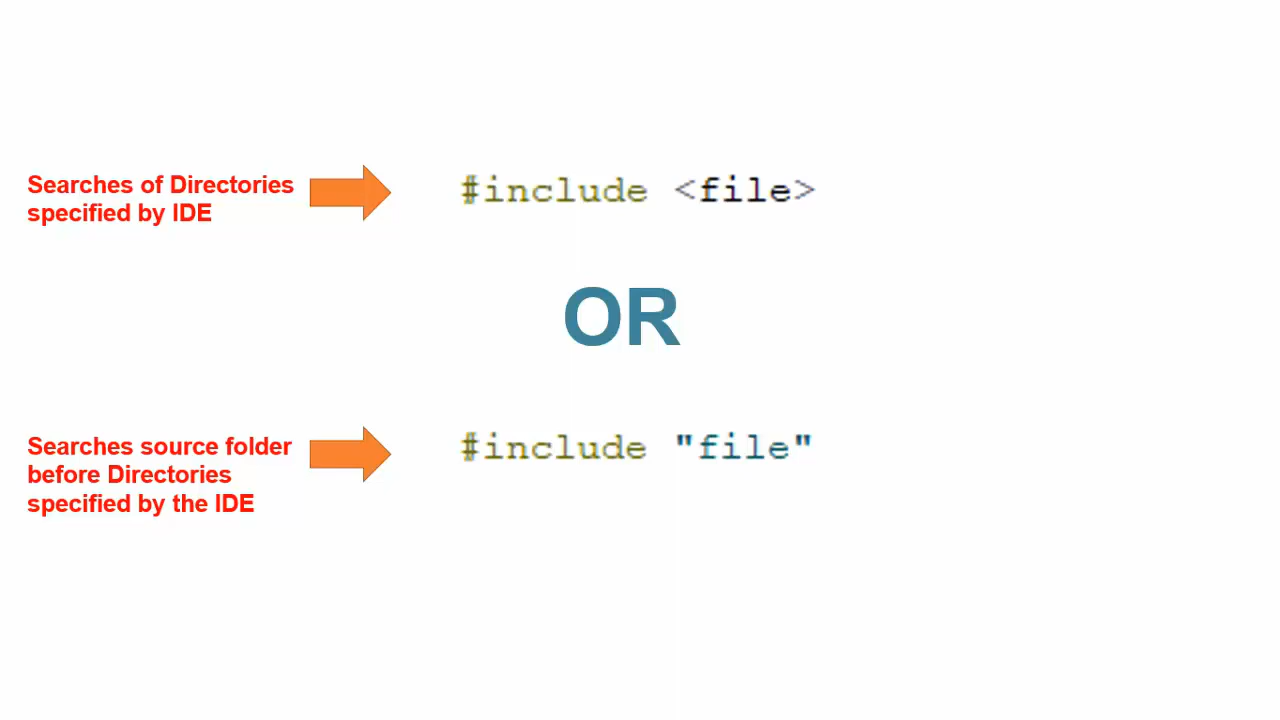 Searches of Directories
specified by IDE
#include <file>
OR
Searches source folder
before Directories
specified by the IDE
#include "file"